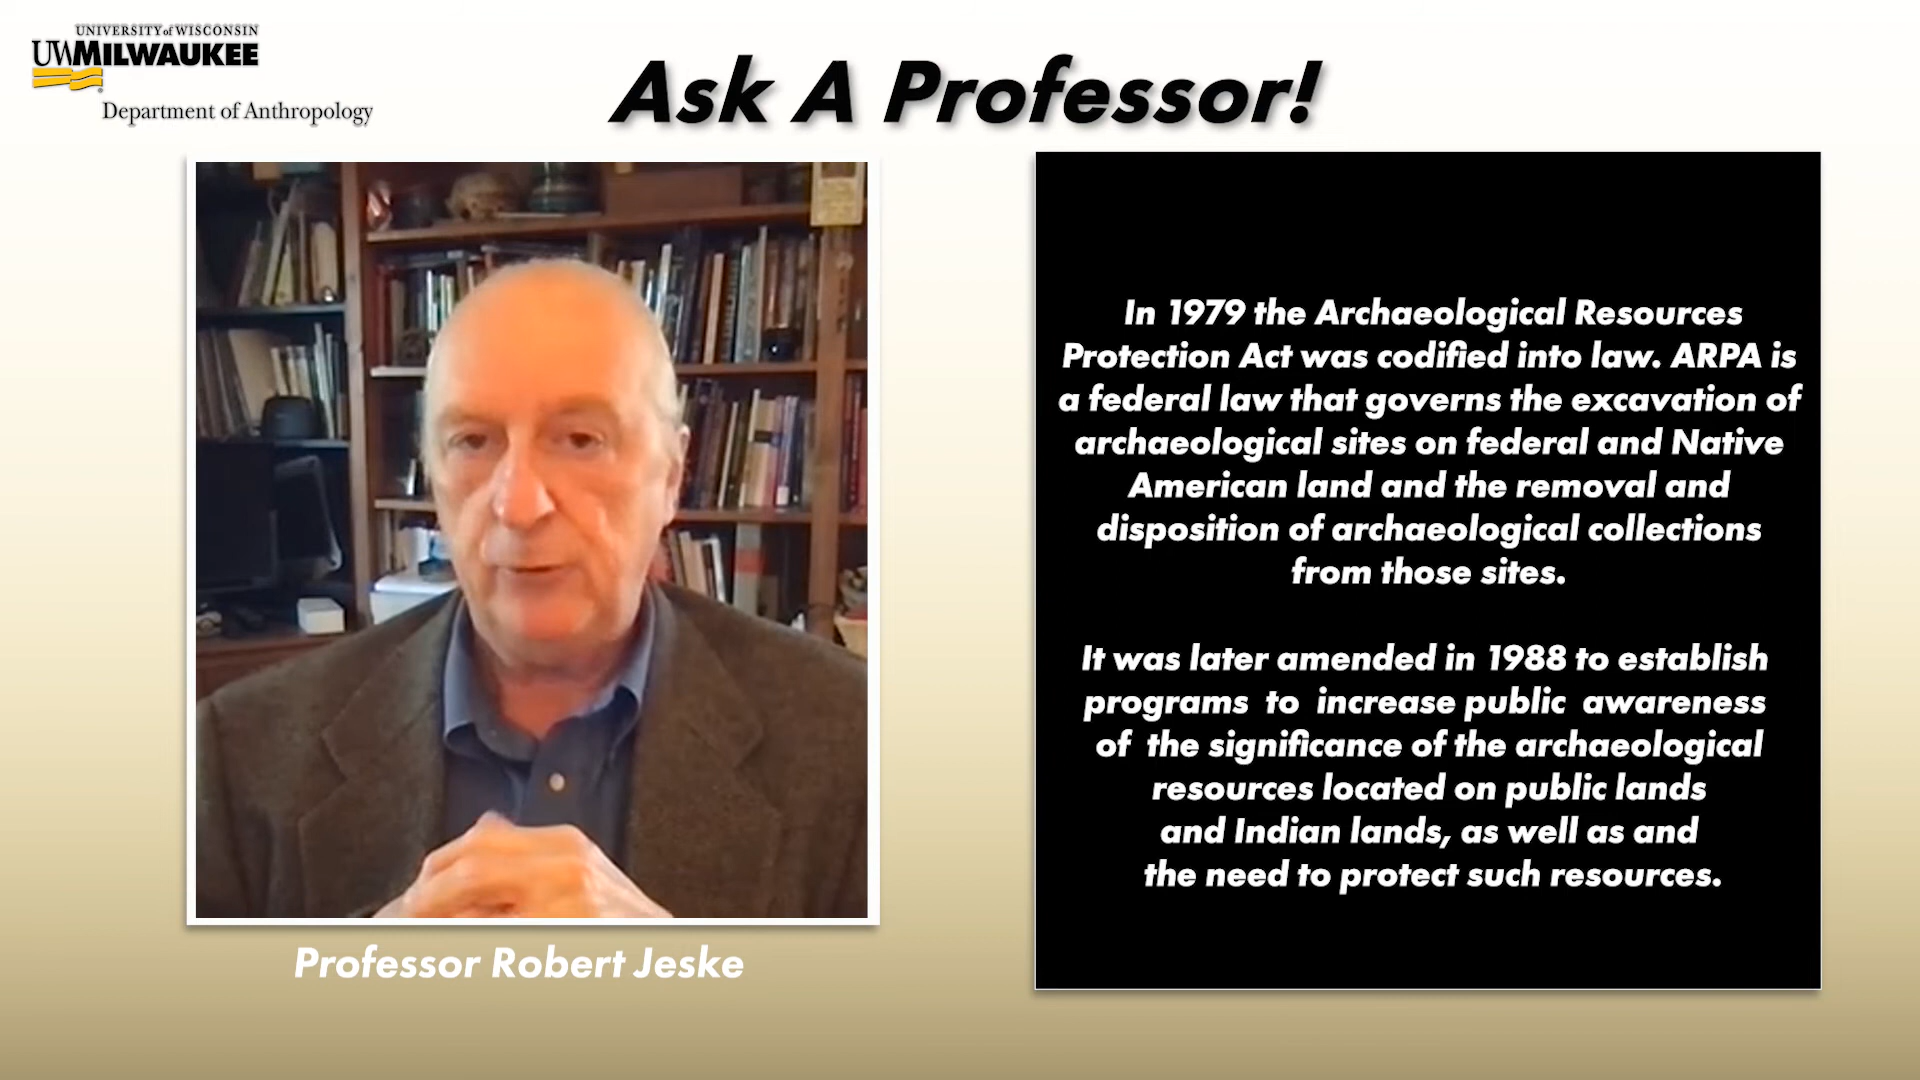 UNIVERSITY of WISCONSIN
UWMILWAUKEE
Department of Anthropology
Ask A Professor!
In 1979 the Archaeological Resources
Protection Act was codified into law. ARPA is
a federal law that governs the excavation of
archaeological sites on federal and Native
American land and the removal and
disposition of archaeological collections
from those sites.
It was later amended in 1988 to establish
programs to increase public awareness
of the significance of the archaeological
resources located on public lands
and Indian lands, as well as and
the need to protect such resources.
Professor Robert Jeske